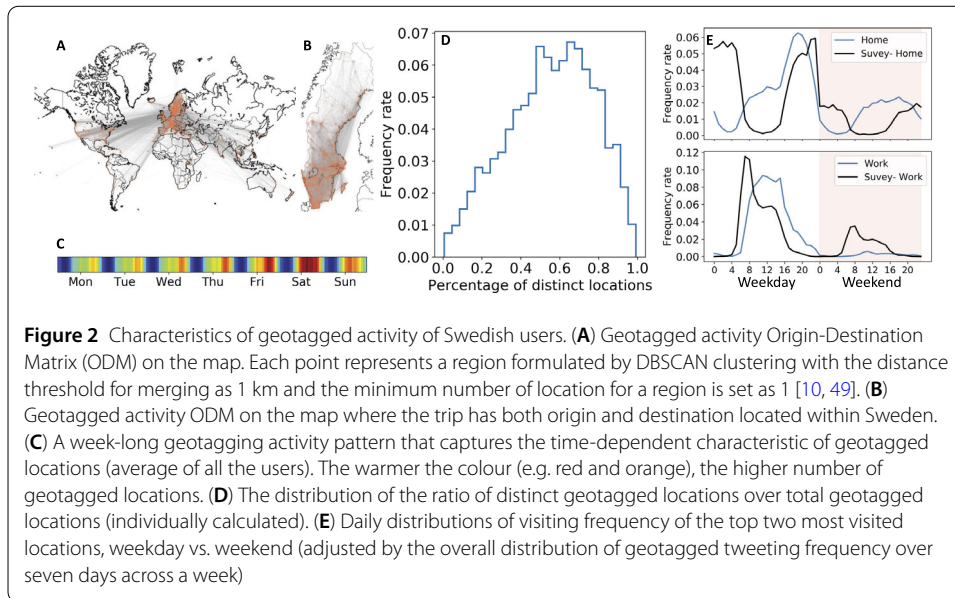 A
B
C
Mon Tue Wed Thu Fri Sat Sun
D
0.07
0.06
0.05
0.04
0.03
0.02
0.01
0.00
Frequency rate
0.0 0.2 0.4 0.6 0.8 1.0
Percentage of distinct locations
E
0.06
0.05
0.04
0.03
0.02
0.01
0.00
Frequency rate
Home
Suvey- Home
0.12
0.10
0.08
0.06
0.04
0.02
0.00
Frequency rate
Work
Suvey- Work
0 4 8 12 16 20 0 4 8 12 16 20
Weekday Weekend
Figure 2 Characteristics of geotagged activity of Swedish users. (A) Geotagged activity Origin-Destination
Matrix (ODM) on the map. Each point represents a region formulated by DBSCAN clustering with the distance
threshold for merging as 1 km and the minimum number of location for a region is set as 1 [10, 49]. (B)
Geotagged activity ODM on the map where the trip has both origin and destination located within Sweden.
(C) A week-long geotagging activity pattern that captures the time-dependent characteristic of geotagged
locations (average of all the users). The warmer the colour (e.g. red and orange), the higher number of
geotagged locations. (D) The distribution of the ratio of distinct geotagged locations over total geotagged
locations (individually calculated). (E) Daily distributions of visiting frequency of the top two most visited
locations, weekday vs. weekend (adjusted by the overall distribution of geotagged tweeting frequency over
seven days across a week)